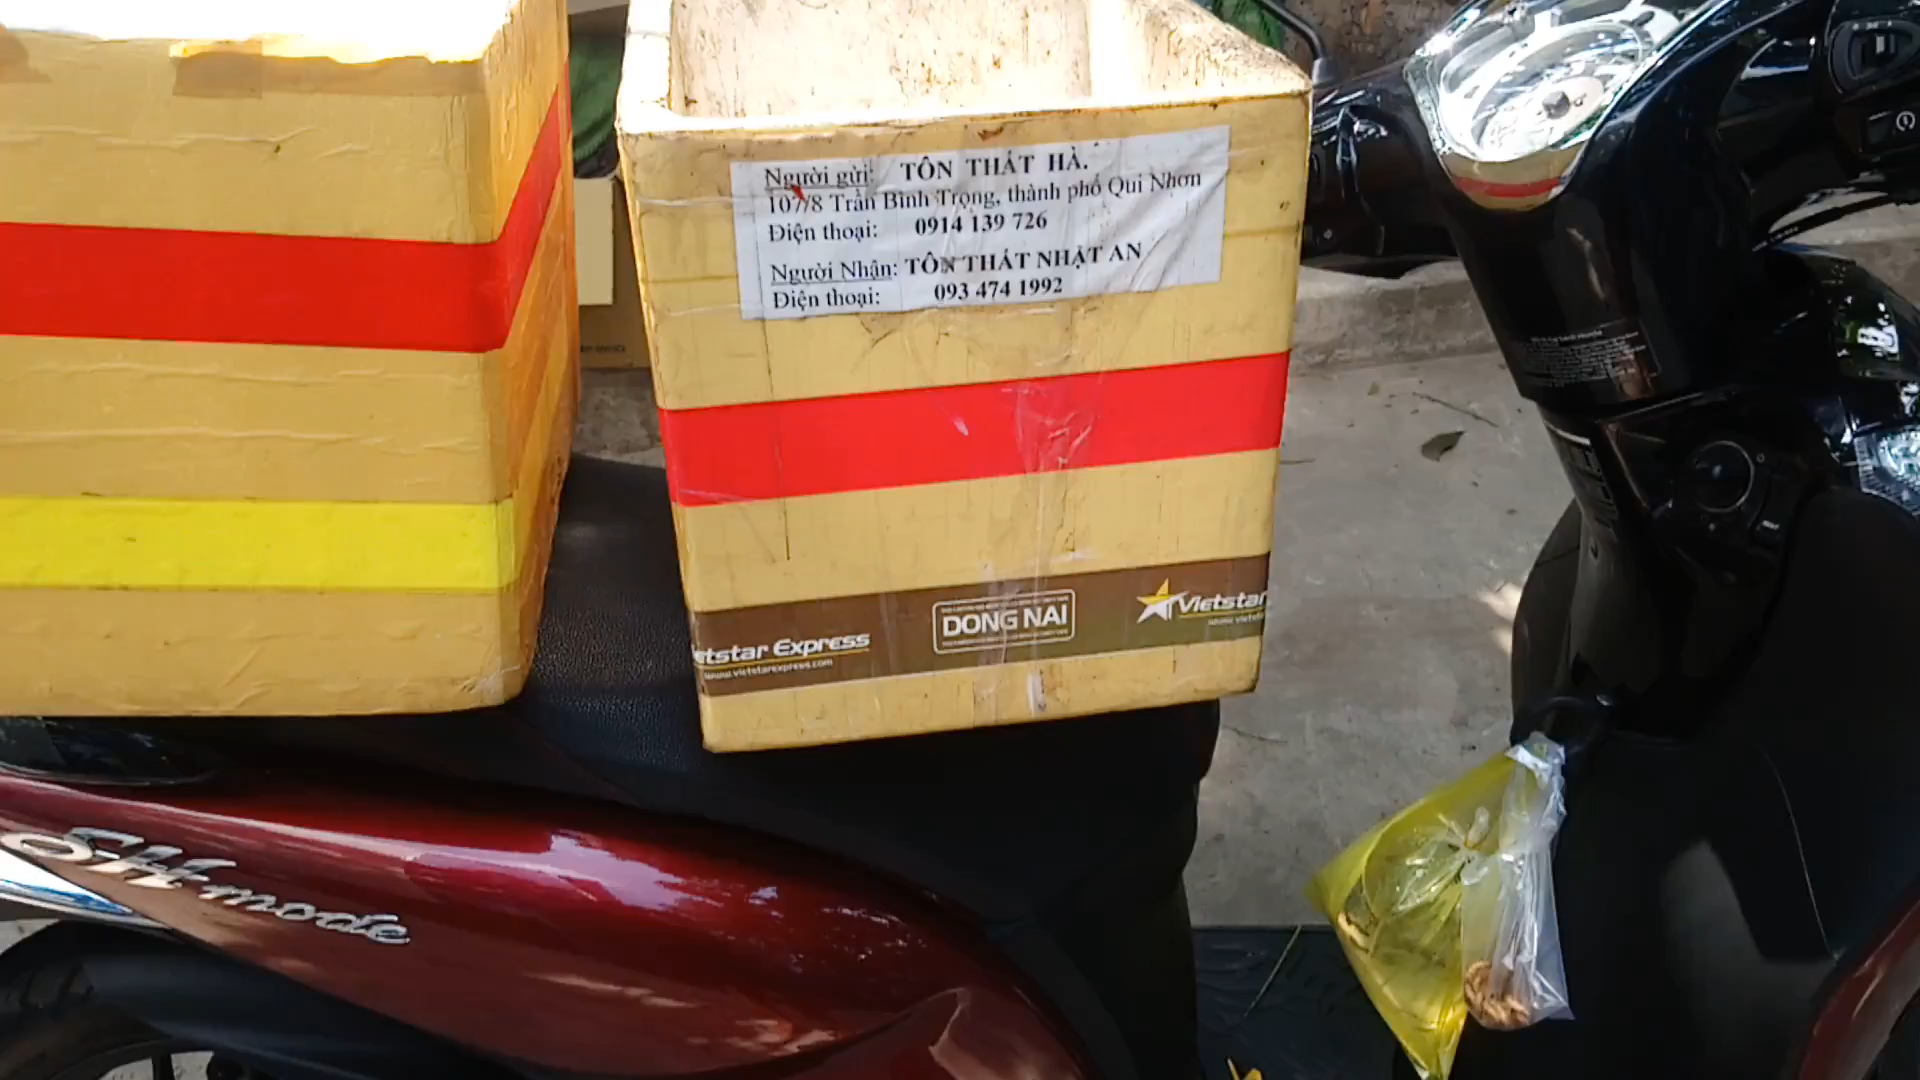 Người gửi: TÔN THẤT HÀ.
107/8 Trần Bình Trọng, thành phố Qui Nhơn
Điện thoại: 0914 139 726
Người Nhận: TÔN THẤT NHẬT AN
Điện thoại: 093 474 1992
etstar Express
www.vietstarexpress.com
DONG NAI
Vietstar
www.vietst
SH mode